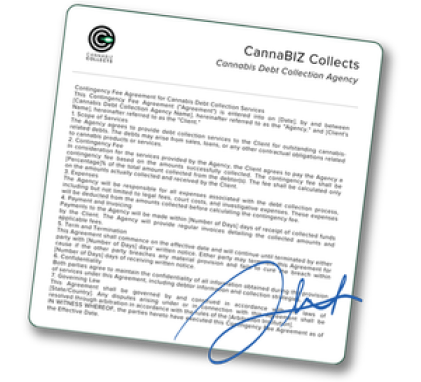 CANNABIZ
COLLECTS
CannaBIZ Collects
Cannabis Debt Collection Agency
Contingency Fee Agreement for Cannabis Debt Collection Services
This Contingency Fee Agreement ("Agreement") is entered into on [Date], by and between
[Cannabis Debt Collection Agency Name], hereinafter referred to as the "Agency," and [Client's
Name], hereinafter referred to as the "Client."
1. Scope of Services
The Agency agrees to provide debt collection services to the Client for outstanding cannabis-
related debts. The debts may arise from sales, loans, or any other contractual obligations related
to cannabis products or services.
2. Contingency Fee
In consideration for the services provided by the Agency, the Client agrees to pay the Agency a
contingency fee based on the amounts successfully collected. The contingency fee shall be
[Percentage]% of the total amount collected from the debtor(s). The fee shall be calculated only
on the amounts actually collected and received by the Client.
3. Expenses
The Agency will be responsible for all expenses associated with the debt collection process,
including but not limited to legal fees, court costs, and investigative expenses. These expenses
will be deducted from the amounts collected before calculating the contingency fee.
4. Payment and Invoicing
Payments to the Agency will be made within [Number of Days] days of receipt of collected funds
by the Client. The Agency will provide regular invoices detailing the collected amounts and
applicable fees.
5. Term and Termination
This Agreement shall commence on the effective date and will continue until terminated by either
party with [Number of Days] days' written notice. Either party may terminate this Agreement for
cause if the other party breaches any material provision and fails to cure the breach within
[Number of Days] days of receiving written notice.
6. Confidentiality
Both parties agree to maintain the confidentiality of all information obtained during the provision
of services under this Agreement, including debtor information and collection strategies.
7. Governing Law
This Agreement shall be governed by and construed in accordance with the laws of
[State/Country]. Any disputes arising under or in connection with this Agreement shall be
resolved through arbitration in accordance with the rules of the [Arbitration Institution].
IN WITNESS WHEREOF, the parties hereto have executed this Contingency Fee Agreement as of
the Effective Date.